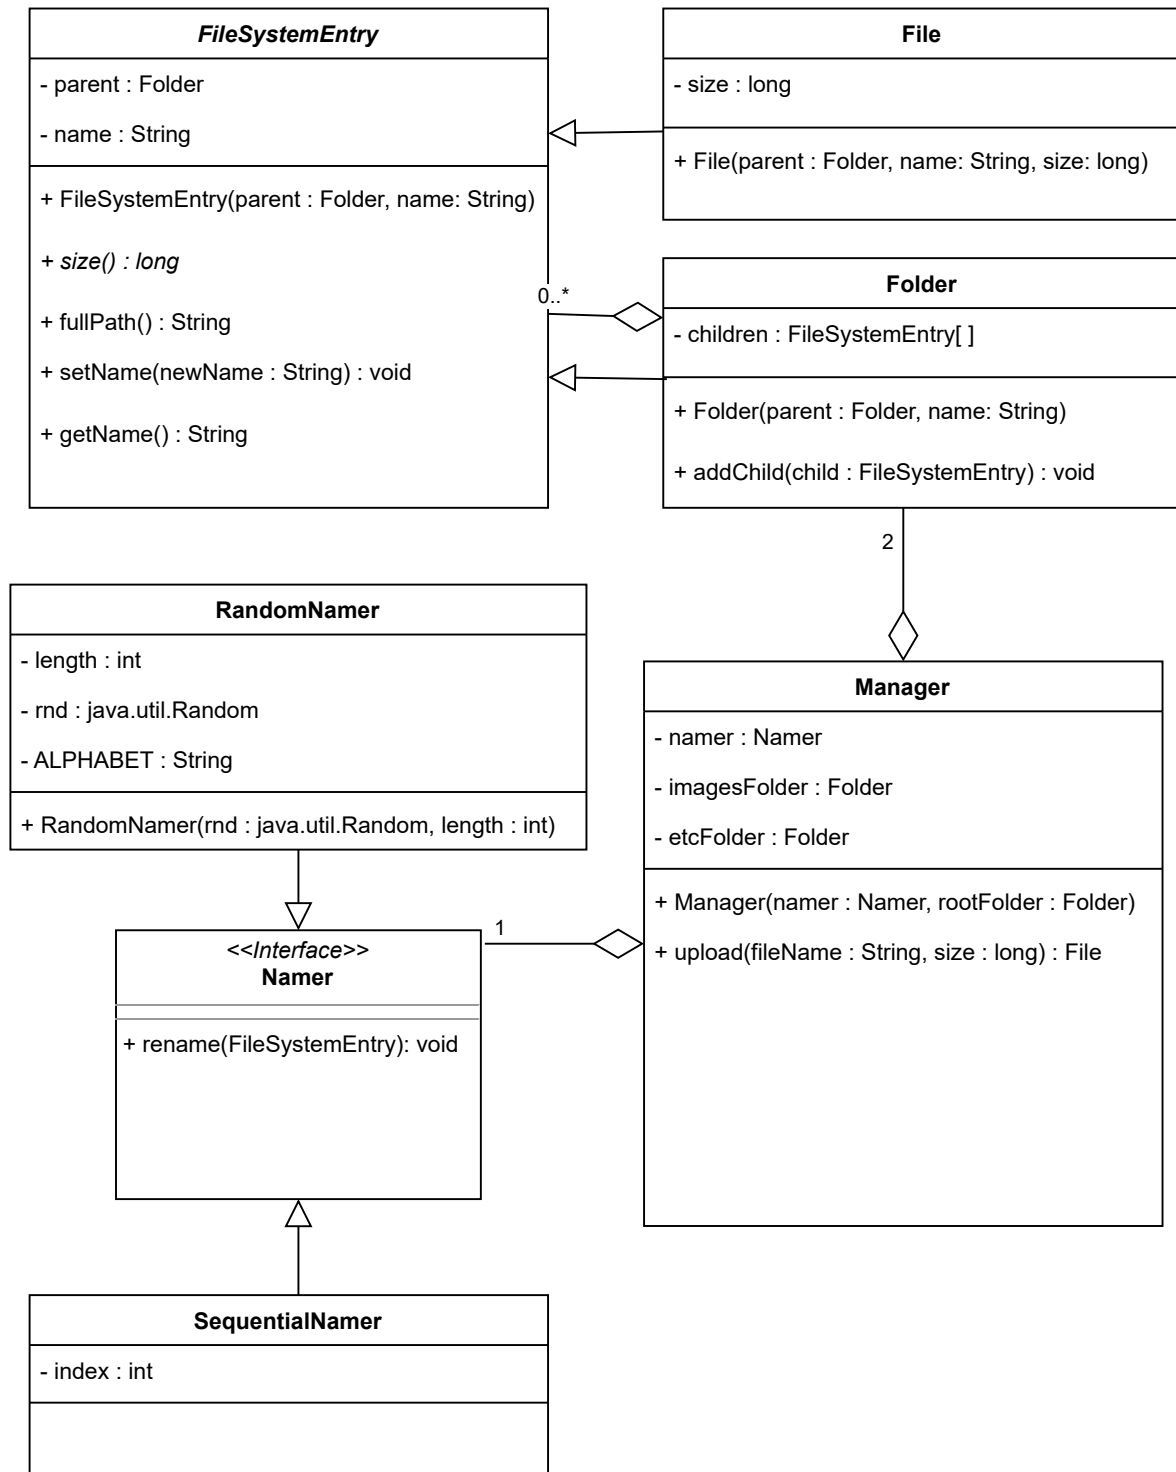 FileSystemEntry
- parent : Folder
- name : String
+ FileSystemEntry(parent : Folder, name: String)
+ size() : long
+ fullPath() : String
+ setName(newName : String) : void
+ getName() : String
File
- size : long
+ File(parent : Folder, name: String, size: long)
0..*
Folder
- children : FileSystemEntry[ ]
+ Folder(parent : Folder, name: String)
+ addChild(child : FileSystemEntry) : void
2
RandomNamer
- length : int
- rnd : java.util.Random
- ALPHABET : String
+ RandomNamer(rnd : java.util.Random, length : int)
Manager
- namer : Namer
- imagesFolder : Folder
- etcFolder : Folder
+ Manager(namer : Namer, rootFolder : Folder)
+ upload(fileName : String, size : long) : File
1
<<Interface>>
Namer
+ rename(FileSystemEntry): void
SequentialNamer
- index : int